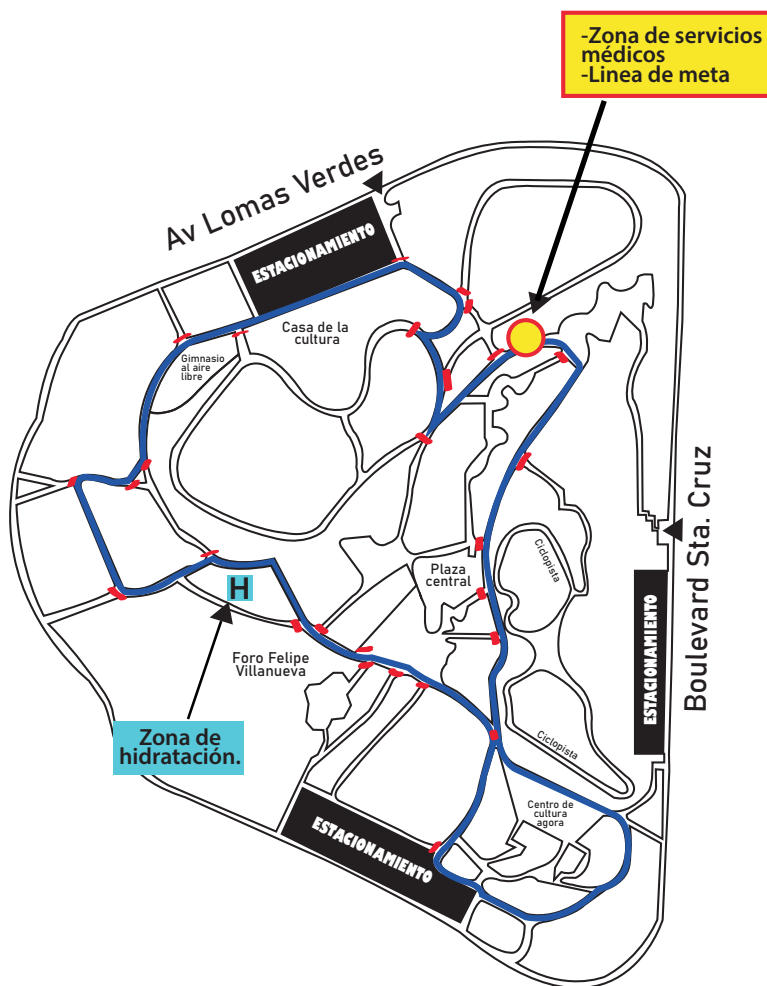 -Zona de servicios
médicos
-Linea de meta
Av Lomas Verdes
ESTACIONAMIENTO
Casa de la
cultura
Gimnasio
al aire
libre
Boulevard Sta. Cruz
Ciclopista
Plaza
central
H
ESTACIONAMIENTO
Foro Felipe
Villanueva
Zona de
hidratación.
Ciclopista
Centro de
cultura
agora
ESTACIONAMIENTO